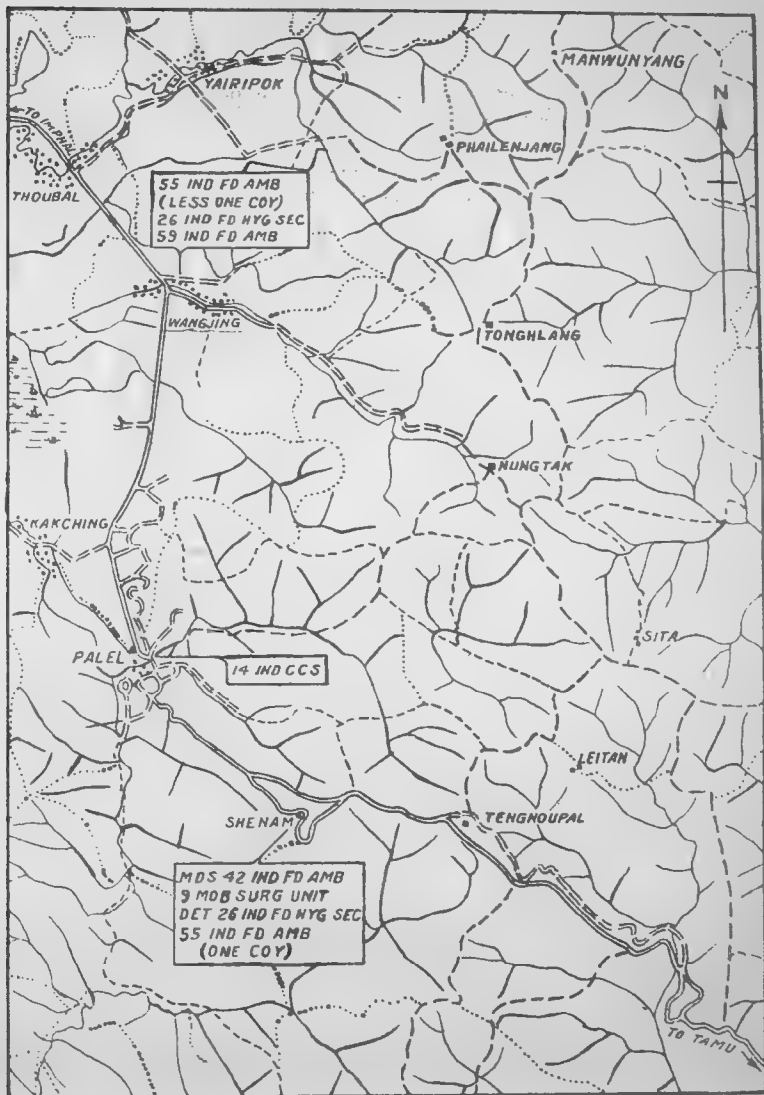 MANWUNYANG
YAIRIPOK
N
TO IMPHAL
PHAILENJANG
THOUBAL
55 IND FD AMB
(LESS ONE COY)
26 IND FD HYG SEC
59 IND FD AMB
WANGJING
TONGHLANG
NUNGTAK
KAKCHING
SITA
PALEL
14 IND CCS
LEITAN
SHENAM
TENGNOUPAL
MDS 42 IND FD AMB
9 MOB SURG UNIT
DET 26 IND FD HYG SEC
55 IND FD AMB
(ONE COY)
TO TAMU